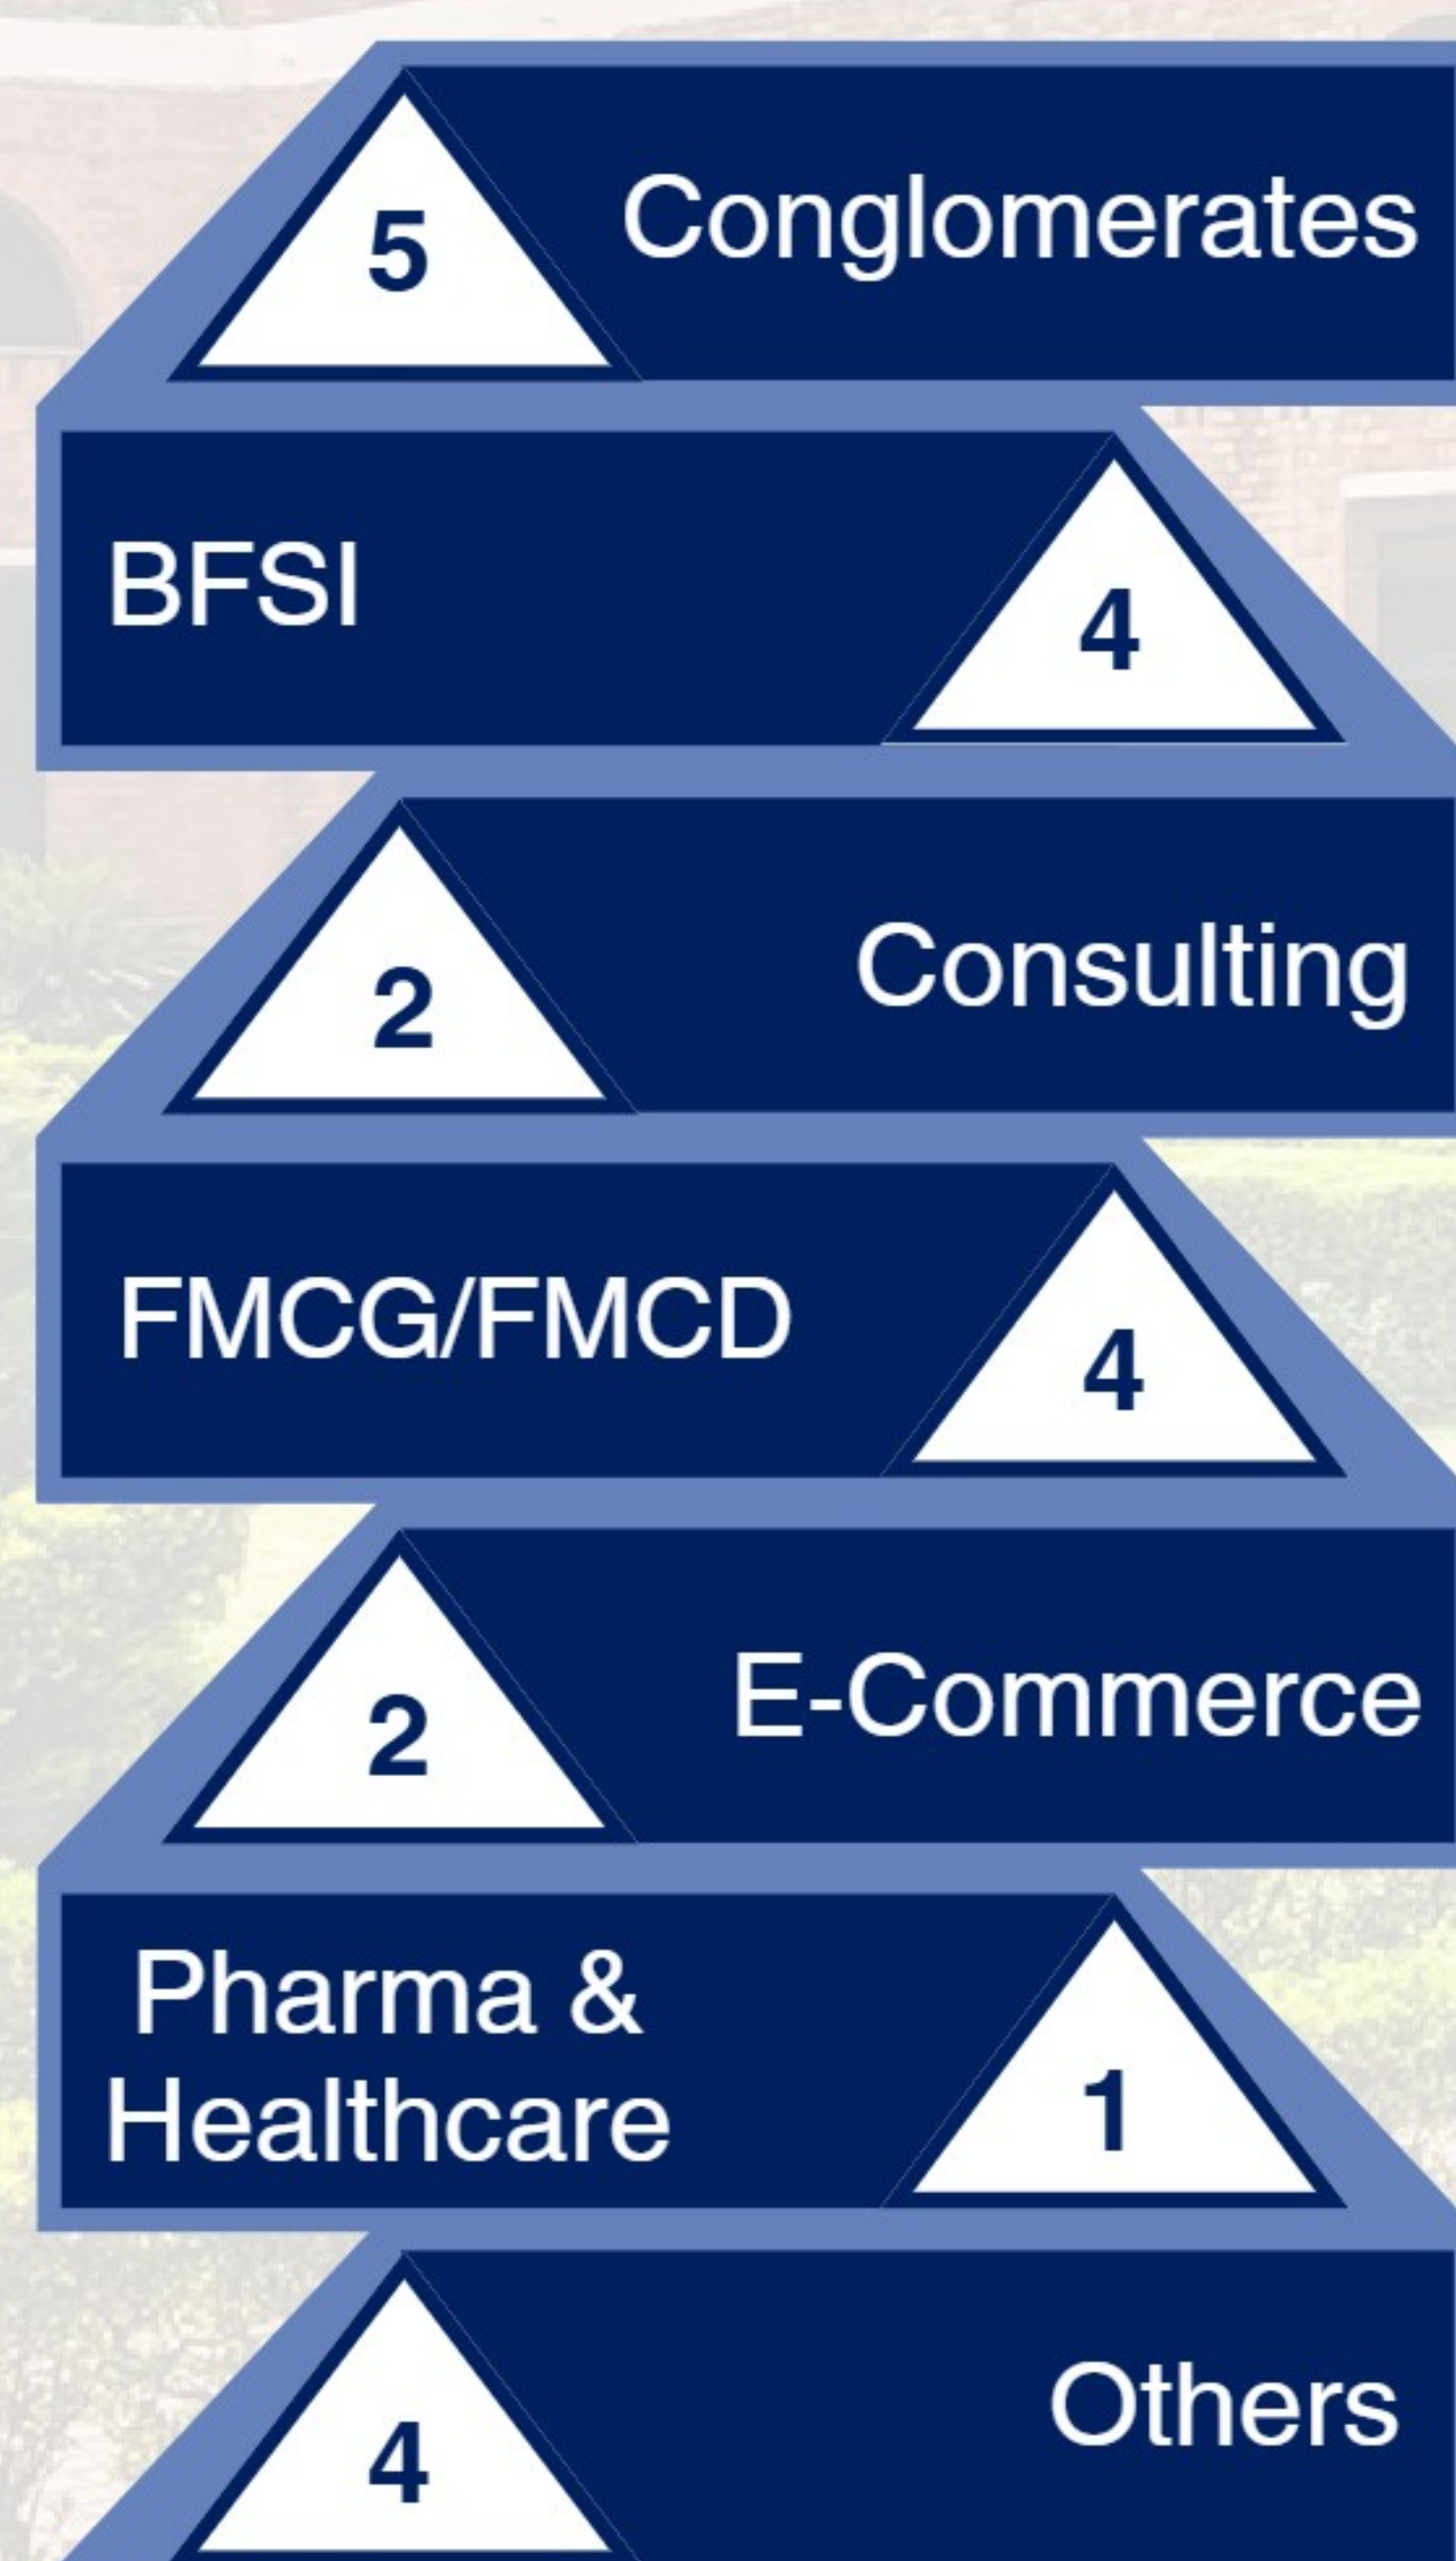 5 Conglomerates
BFSI 4
2 Consulting
FMCG/FMCD 4
2 E-Commerce
Pharma &
Healthcare 1
4 Others